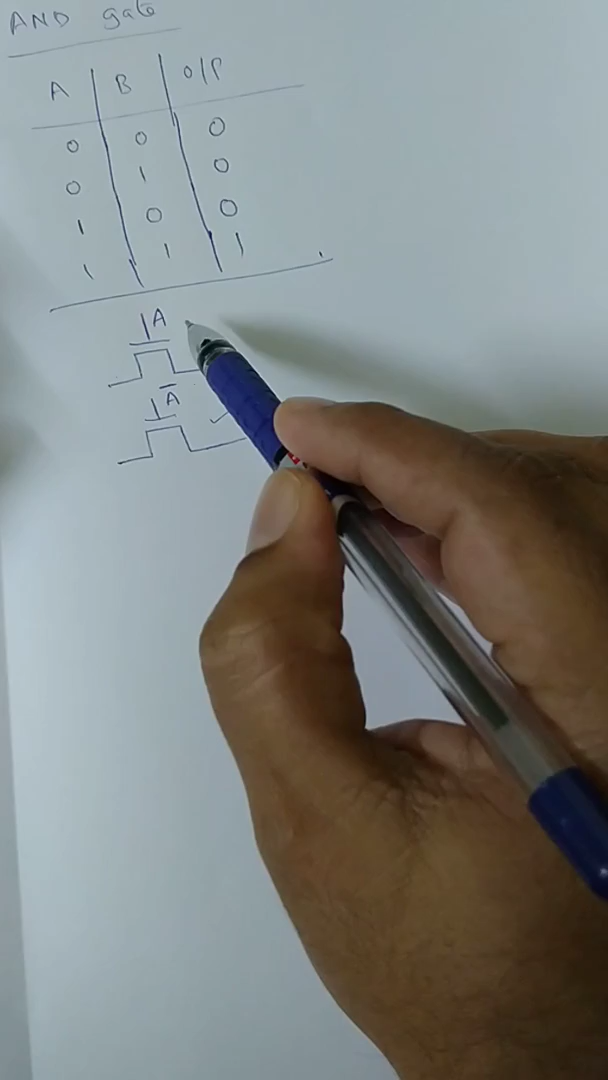 AND gate
A B O/P
0 0 0
0 1 0
1 0 0
1 1 1
A
A̅